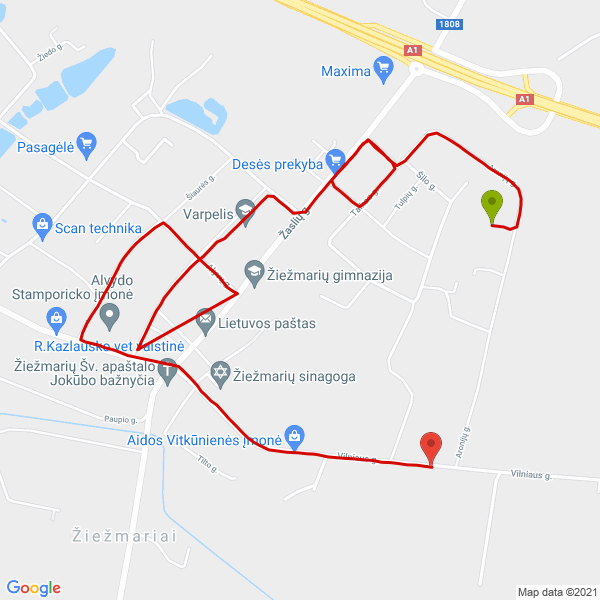 1808
A1
Žiedo g.
Maxima
A1
Pasagėlė
Desės prekyba
Šilo g.
Šiaurės g.
Tulpių g.
Varpelis
Žaslių g.
Scan technika
Žiežmarių gimnazija
Alvydo
Stamporicko įmonė
Lietuvos paštas
R.Kazlausko vet vaistinė
Žiežmarių Šv. apaštalo
Jokūbo bažnyčia
Žiežmarių sinagoga
Paupio g.
Aidos Vitkūnienės įmonė
Aronijų g.
Tilto g.
Vilniaus g.
Vilniaus g.
Žiežmariai
Google
Map data ©2021